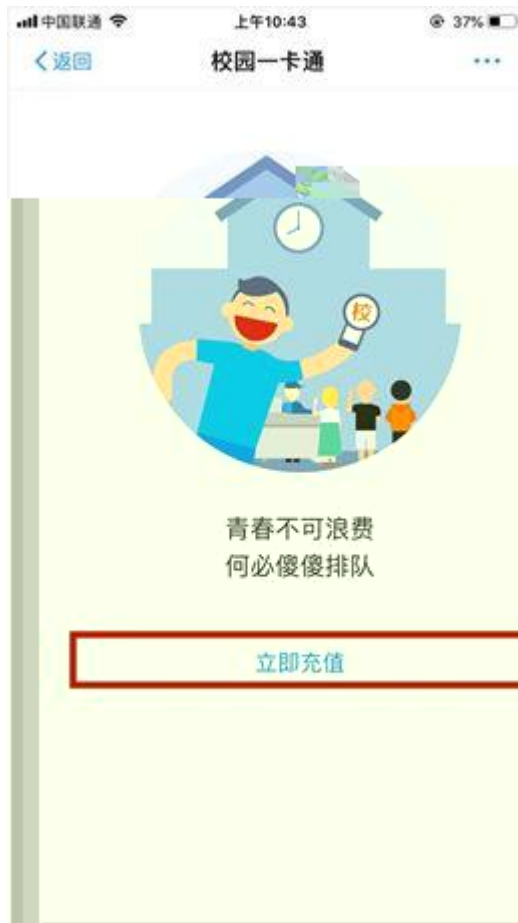 中国联通 上午10:43 37%
返回 校园一卡通 ...
校
青春不可浪费
何必傻傻排队
立即充值